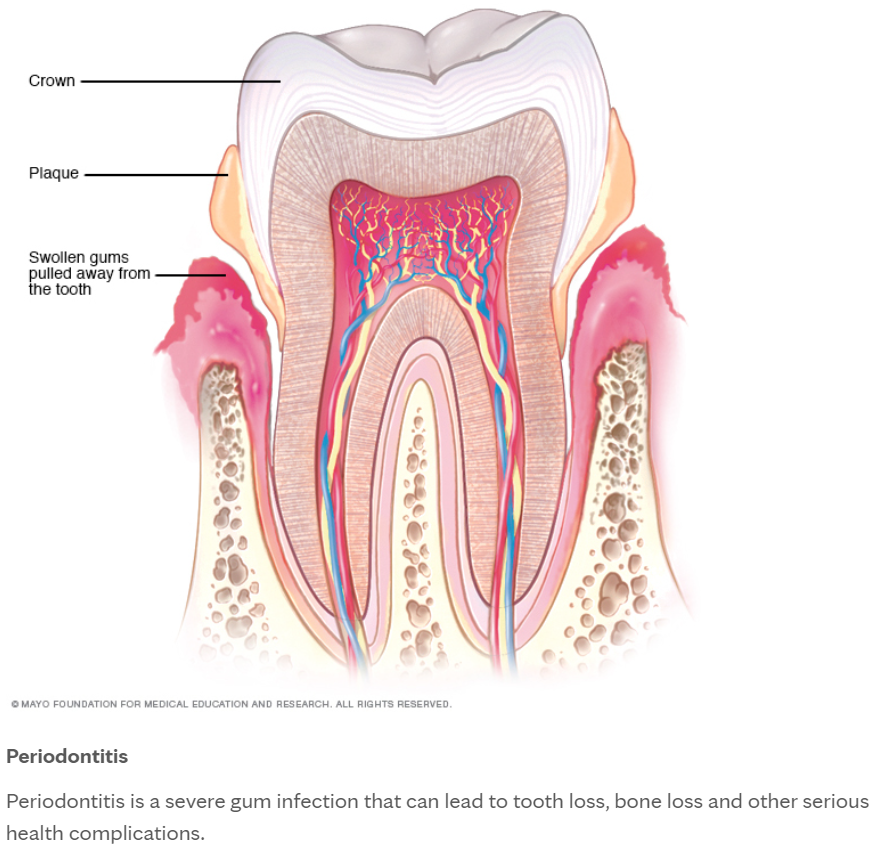 Crown
Plaque
Swollen gums
pulled away from
the tooth
© MAYO FOUNDATION FOR MEDICAL EDUCATION AND RESEARCH. ALL RIGHTS RESERVED.
Periodontitis
Periodontitis is a severe gum infection that can lead to tooth loss, bone loss and other serious
health complications.